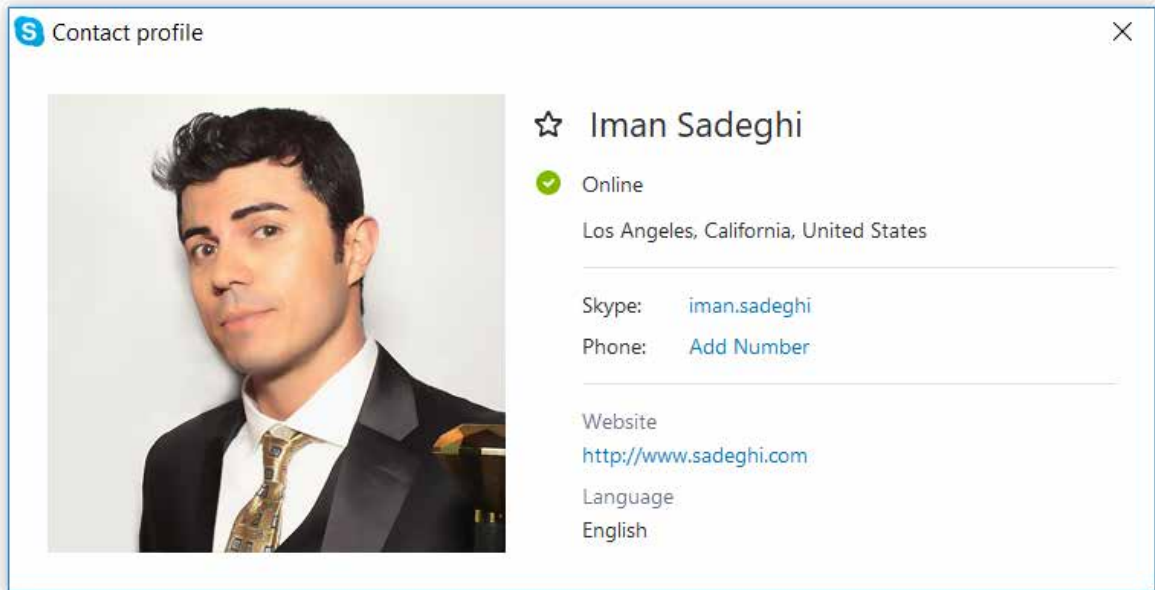 S Contact profile
Iman Sadeghi
Online
Los Angeles, California, United States
Skype: iman.sadeghi
Phone: Add Number
Website
http://www.sadeghi.com
Language
English